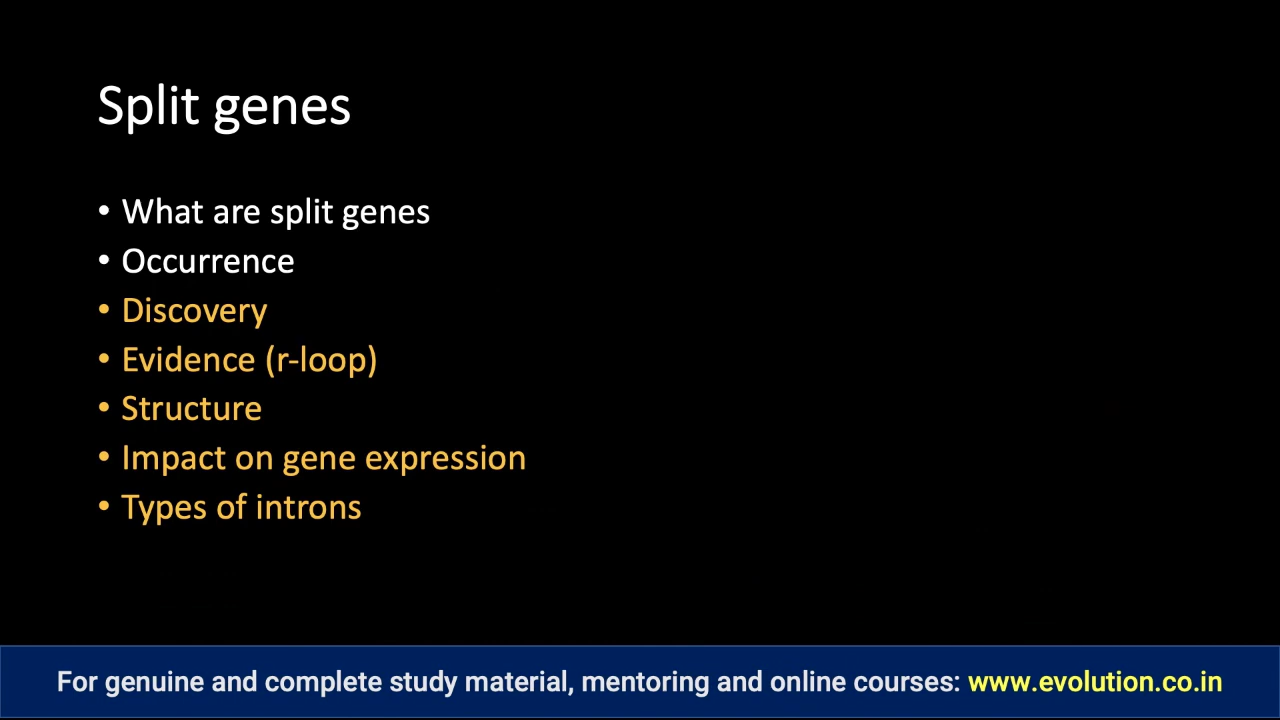 Split genes
• What are split genes
• Occurrence
• Discovery
• Evidence (r-loop)
• Structure
• Impact on gene expression
• Types of introns
For genuine and complete study material, mentoring and online courses: www.evolution.co.in